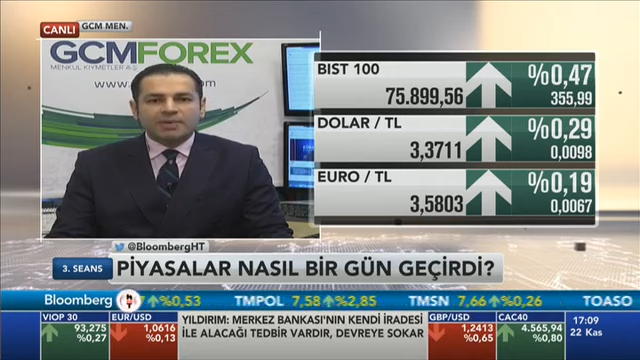 CANLI
GCM MEN.
GCMFOREX
MENKUL KIYMETLER A.Ş.
BIST 100
75.899,56
%0,47
355,99
DOLAR / TL
3,3711
%0,29
0,0098
EURO / TL
3,5803
%0,19
0,0067
@BloombergHT
3. SEANS
PİYASALAR NASIL BİR GÜN GEÇİRDİ?
Bloomberg HT %0,53 TMPOL 7,58 %2,85 TMSN 7,66 %0,26 TOASO
VIOP 30
93,275
%0,27
EUR/USD
1,0616
%0,13
YILDIRIM: MERKEZ BANKASI'NIN KENDİ İRADESİ
İLE ALACAĞI TEDBİR VARDIR, DEVREYE SOKAR
GBP/USD
1,2413
%0,65
CAC40
4.565,94
%0,80
17:09
22 Kas